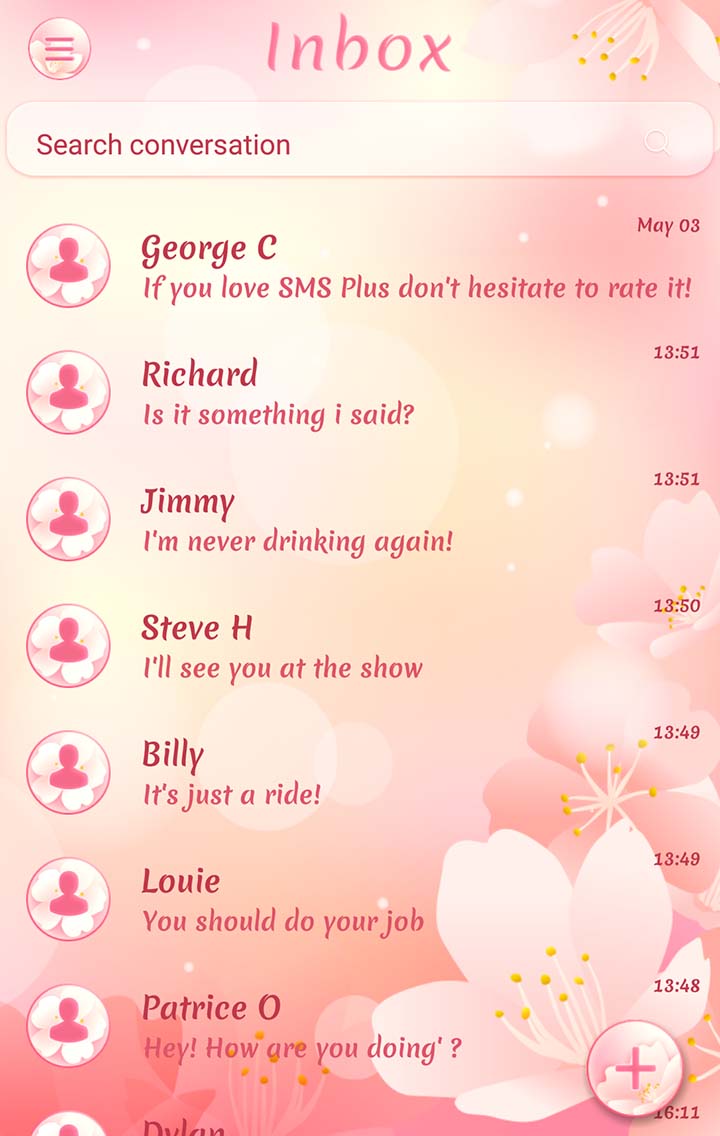 Inbox
Search conversation
May 03
George C
If you love SMS Plus don't hesitate to rate it!
13:51
Richard
Is it something i said?
13:51
Jimmy
I'm never drinking again!
13:50
Steve H
I'll see you at the show
13:49
Billy
It's just a ride!
13:49
Louie
You should do your job
13:48
Patrice O
Hey! How are you doing' ?
16:11
Dylan